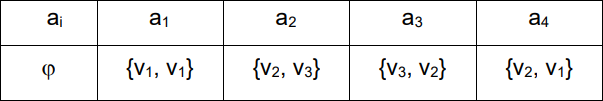 aᵢ a₁ a₂ a₃ a₄
φ {v₁, v₁} {v₂, v₃} {v₃, v₂} {v₂, v₁}